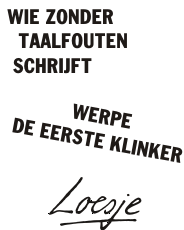 WIE ZONDER
TAALFOUTEN
SCHRIJFT
WERPE
DE EERSTE KLINKER
Loesje